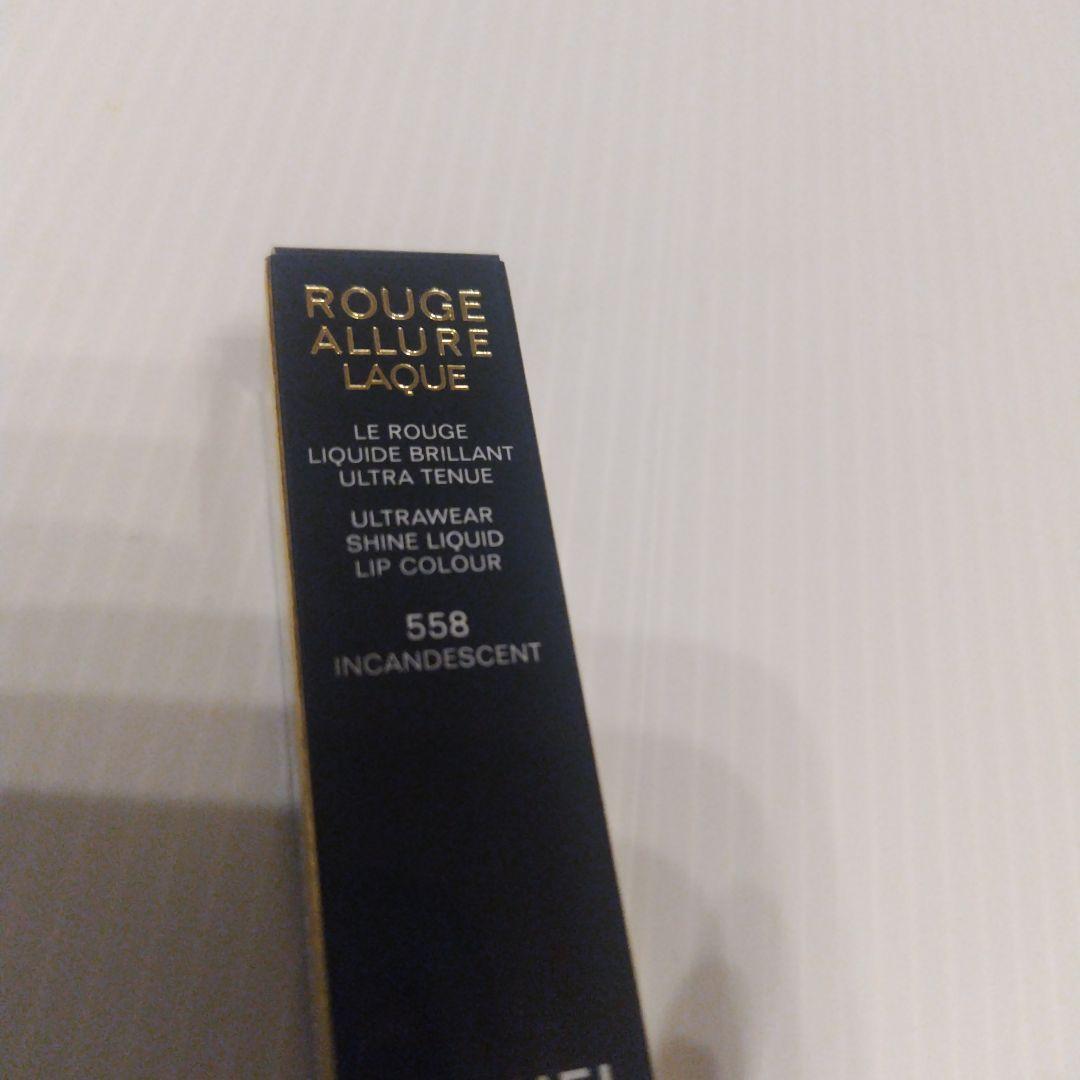 ROUGE
ALLURE
LAQUE
LE ROUGE
LIQUIDE BRILLANT
ULTRA TENUE
ULTRAWEAR
SHINE LIQUID
LIP COLOUR
558
INCANDESCENT